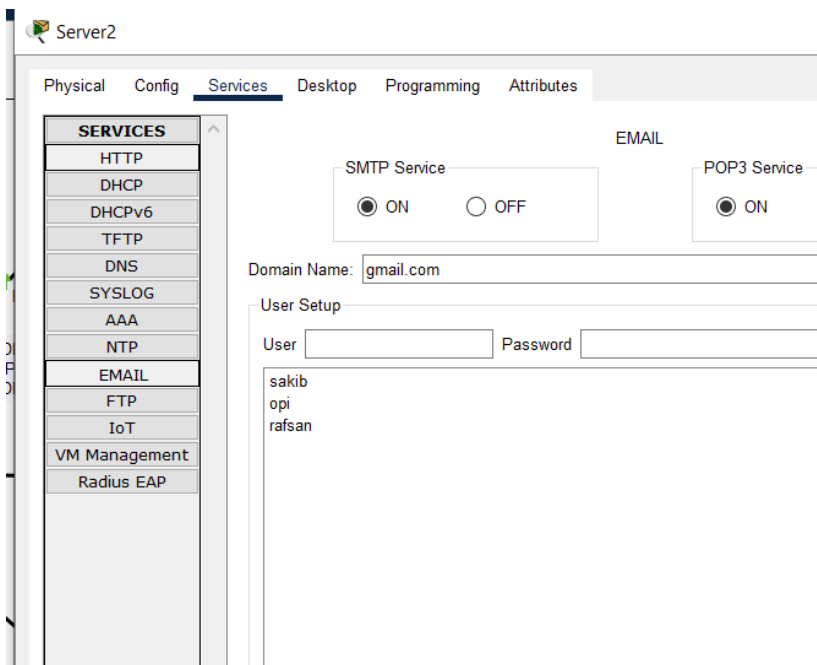 Server2
Physical Config Services Desktop Programming Attributes
SERVICES
HTTP
DHCP
DHCPv6
TFTP
DNS
SYSLOG
AAA
NTP
EMAIL
FTP
IoT
VM Management
Radius EAP
EMAIL
SMTP Service
ON OFF
POP3 Service
ON
Domain Name: gmail.com
User Setup
User Password
sakib
opi
rafsan